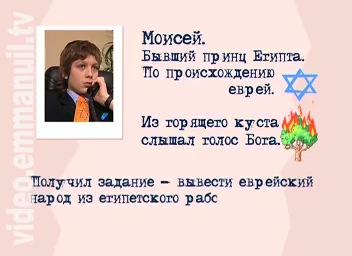 Моисей.
Бывший принц Египта.
По происхождению
еврей.
Из горящего куста
слышал голос Бога.
Получил задание – вывести еврейский
народ из египетского рабс
video.emmanuil.tv